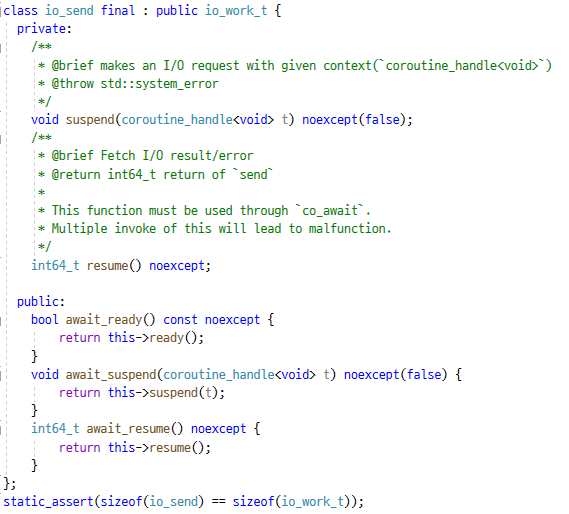 class io_send final : public io_work_t {
  private:
    /**
     * @brief makes an I/O request with given context(`coroutine_handle<void>`)
     * @throw std::system_error
     */
    void suspend(coroutine_handle<void> t) noexcept(false);
    /**
     * @brief Fetch I/O result/error
     * @return int64_t return of `send`
     *
     * This function must be used through `co_await`.
     * Multiple invoke of this will lead to malfunction.
     */
    int64_t resume() noexcept;

  public:
    bool await_ready() const noexcept {
        return this->ready();
    }
    void await_suspend(coroutine_handle<void> t) noexcept(false) {
        return this->suspend(t);
    }
    int64_t await_resume() noexcept {
        return this->resume();
    }
};
static_assert(sizeof(io_send) == sizeof(io_work_t));